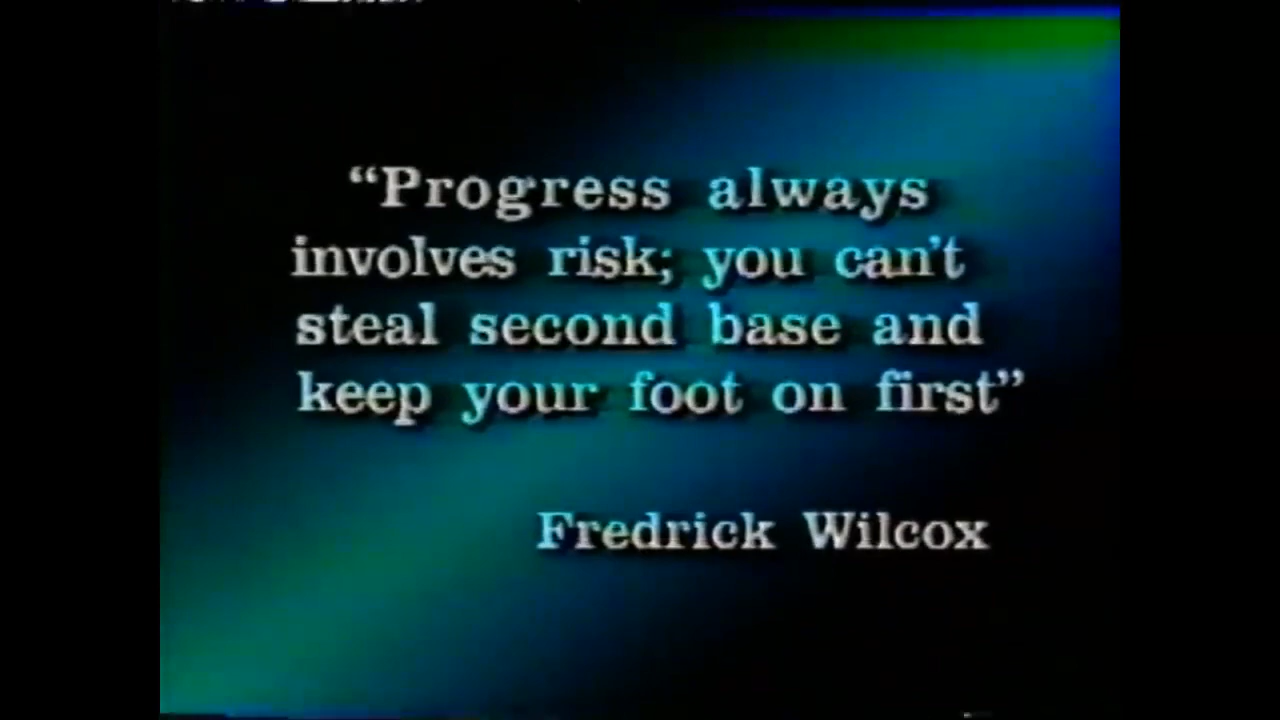 “Progress always
involves risk; you can’t
steal second base and
keep your foot on first”
Fredrick Wilcox